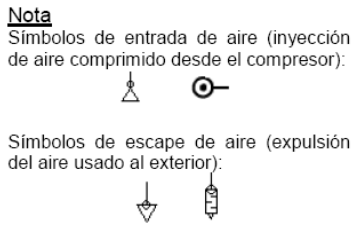 Nota
Símbolos de entrada de aire (inyección
de aire comprimido desde el compresor):
Símbolos de escape de aire (expulsión
del aire usado al exterior):